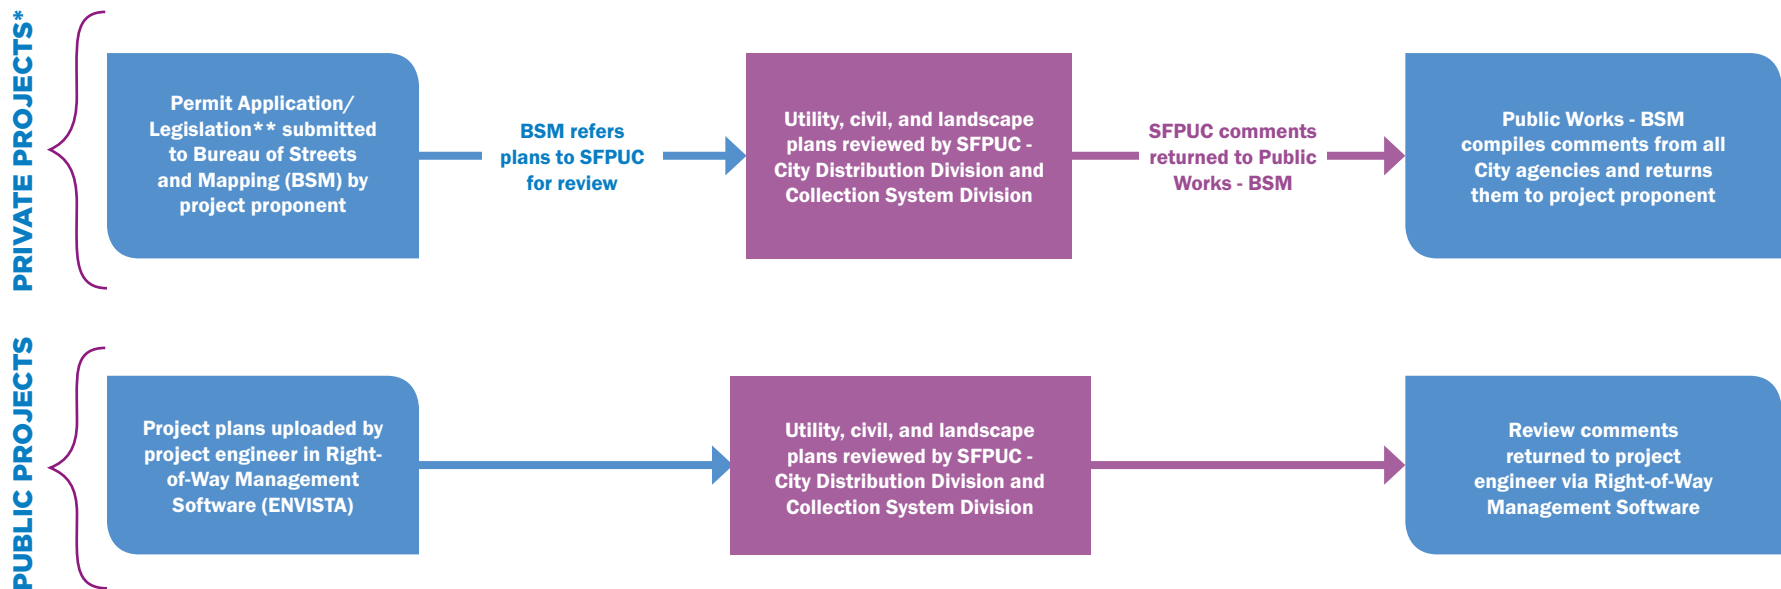 PRIVATE PROJECTS*
Permit Application/
Legislation** submitted
to Bureau of Streets
and Mapping (BSM) by
project proponent
BSM refers
plans to SFPUC
for review
Utility, civil, and landscape
plans reviewed by SFPUC -
City Distribution Division and
Collection System Division
SFPUC comments
returned to Public
Works - BSM
Public Works - BSM
compiles comments from all
City agencies and returns
them to project proponent
PUBLIC PROJECTS
Project plans uploaded by
project engineer in Right-
of-Way Management
Software (ENVISTA)
Utility, civil, and landscape
plans reviewed by SFPUC -
City Distribution Division and
Collection System Division
Review comments
returned to project
engineer via Right-of-Way
Management Software